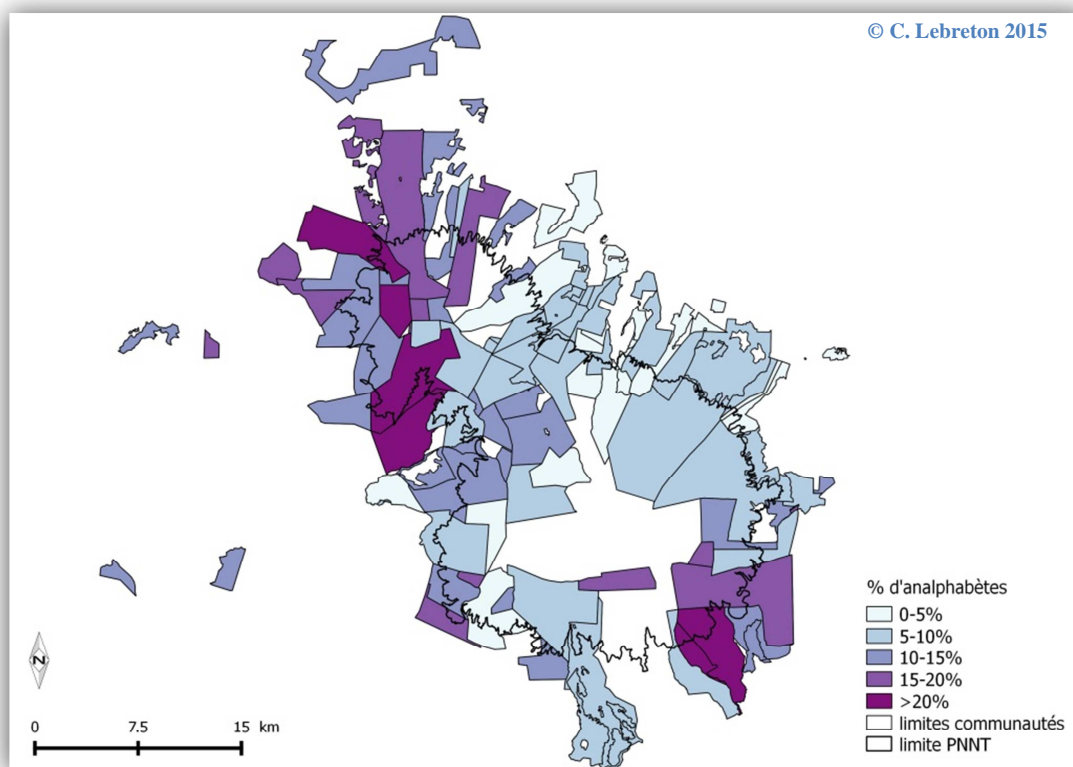 © C. Lebreton 2015
% d'analphabètes
0-5%
5-10%
10-15%
15-20%
>20%
limites communautés
limite PNNT
N
0 7.5 15 km